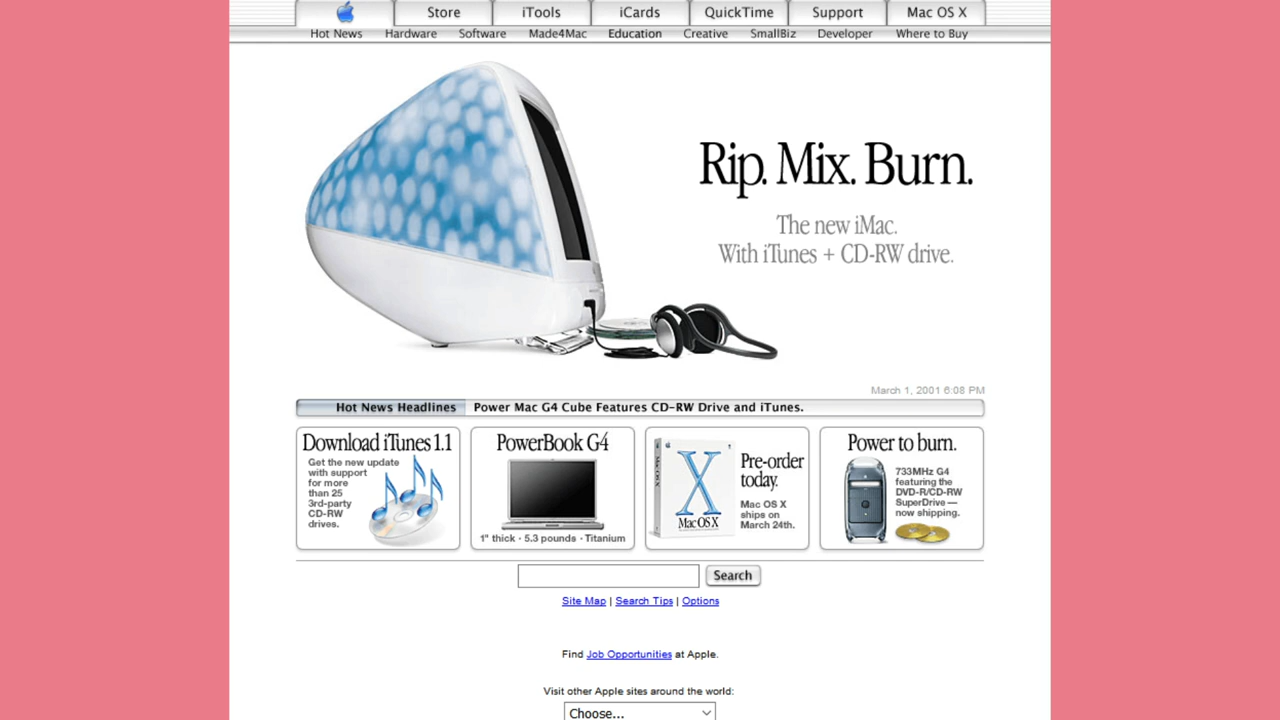 Store iTools iCards QuickTime Support Mac OS X
Hot News Hardware Software Made4Mac Education Creative SmallBiz Developer Where to Buy
Rip. Mix. Burn.
The new iMac.
With iTunes + CD-RW drive.
March 1, 2001 6:08 PM
Hot News Headlines Power Mac G4 Cube Features CD-RW Drive and iTunes.
Download iTunes 1.1
Get the new update
with support
for more
than 25
3rd-party
CD-RW
drives.
PowerBook G4
1" thick · 5.3 pounds · Titanium
Mac OS X
X
Mac OS X
Pre-order
today.
Mac OS X
ships on
March 24th.
Power to burn.
733MHz G4
featuring the
DVD-R/CD-RW
SuperDrive —
now shipping.
Search
Site Map | Search Tips | Options
Find Job Opportunities at Apple.
Visit other Apple sites around the world:
Choose...